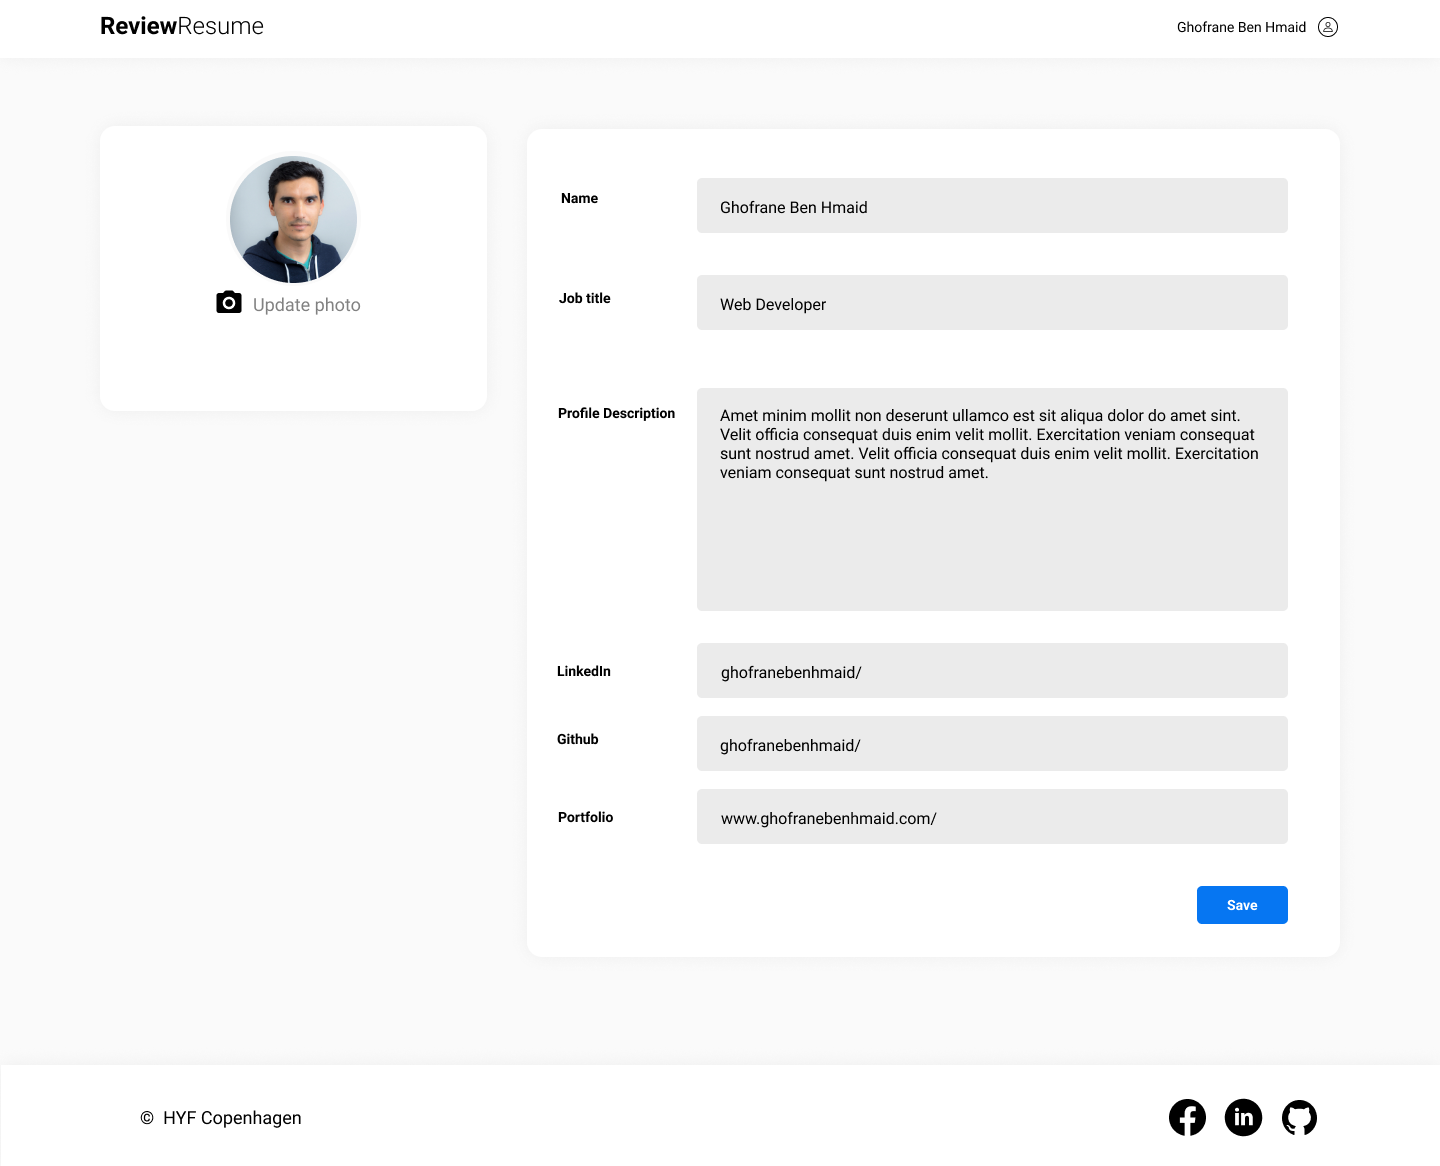 ReviewResume
Ghofrane Ben Hmaid
Update photo
Name
Ghofrane Ben Hmaid
Job title
Web Developer
Profile Description
Amet minim mollit non deserunt ullamco est sit aliqua dolor do amet sint.
Velit officia consequat duis enim velit mollit. Exercitation veniam consequat
sunt nostrud amet. Velit officia consequat duis enim velit mollit. Exercitation
veniam consequat sunt nostrud amet.
LinkedIn
ghofranebenhmaid/
Github
ghofranebenhmaid/
Portfolio
www.ghofranebenhmaid.com/
Save
© HYF Copenhagen
in